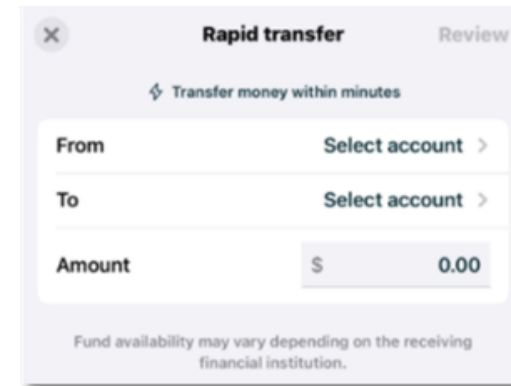 Rapid transfer Review
Transfer money within minutes
From Select account >
To Select account >
Amount $ 0.00
Fund availability may vary depending on the receiving
financial institution.